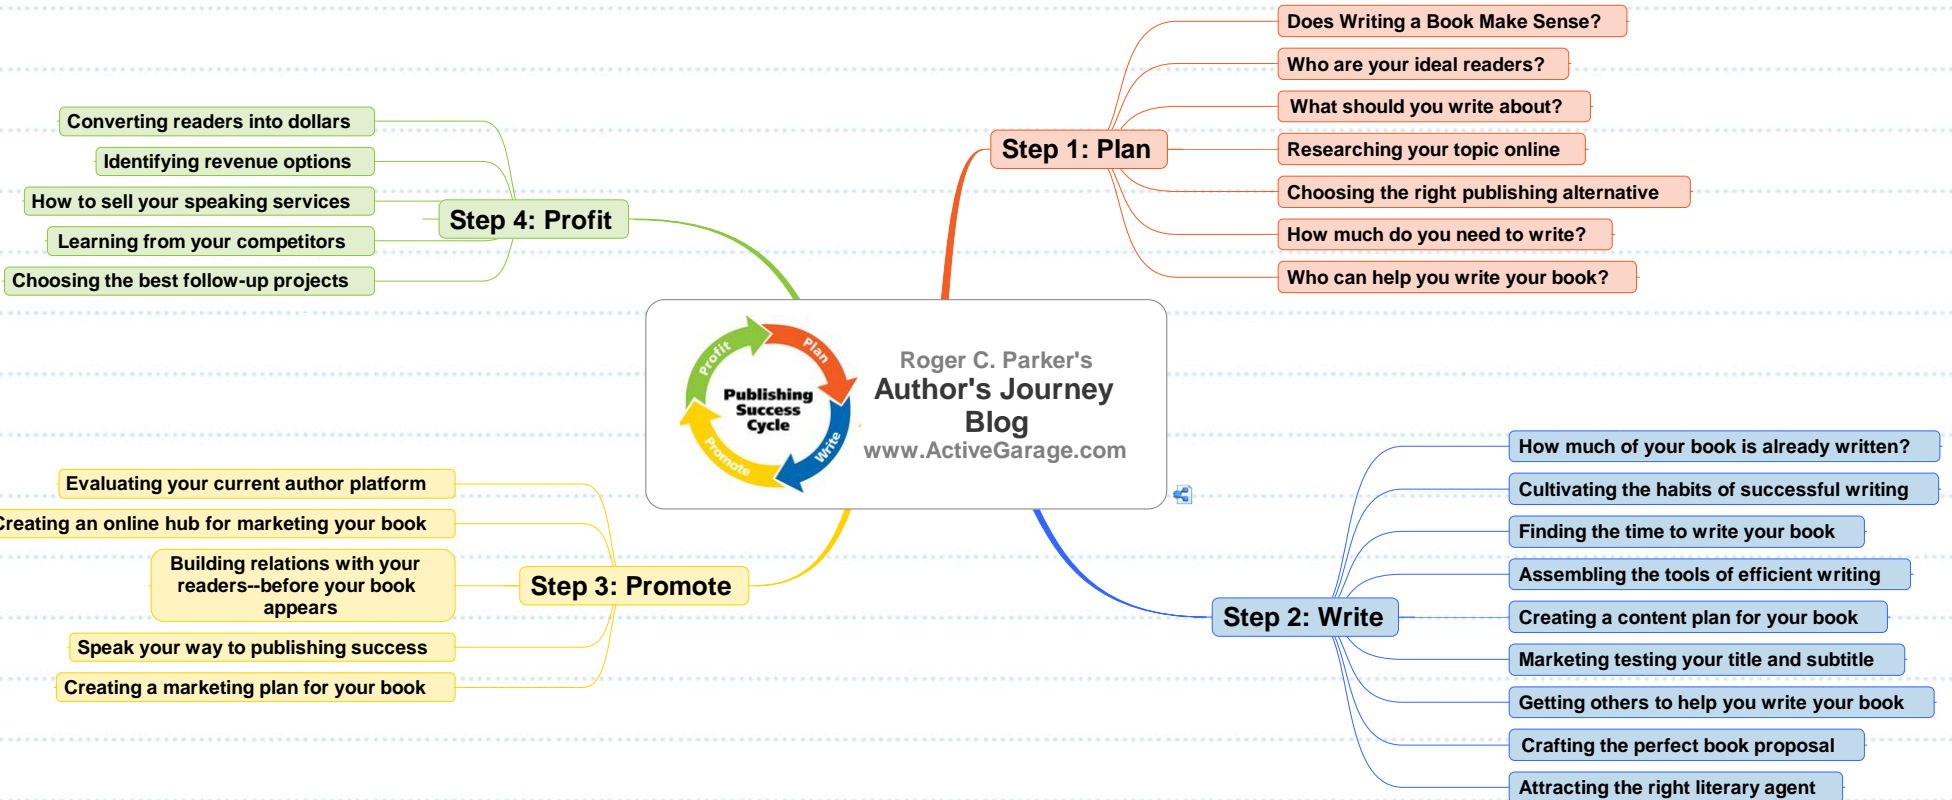 Does Writing a Book Make Sense?
Who are your ideal readers?
What should you write about?
Step 1: Plan
Researching your topic online
Choosing the right publishing alternative
How much do you need to write?
Who can help you write your book?
Converting readers into dollars
Identifying revenue options
How to sell your speaking services
Step 4: Profit
Learning from your competitors
Choosing the best follow-up projects
Profit
Plan
Write
Promote
Publishing
Success
Cycle
Roger C. Parker's
Author's Journey
Blog
www.ActiveGarage.com
How much of your book is already written?
Cultivating the habits of successful writing
Finding the time to write your book
Assembling the tools of efficient writing
Step 2: Write
Creating a content plan for your book
Marketing testing your title and subtitle
Getting others to help you write your book
Crafting the perfect book proposal
Attracting the right literary agent
Evaluating your current author platform
Creating an online hub for marketing your book
Building relations with your
readers--before your book
appears
Step 3: Promote
Speak your way to publishing success
Creating a marketing plan for your book